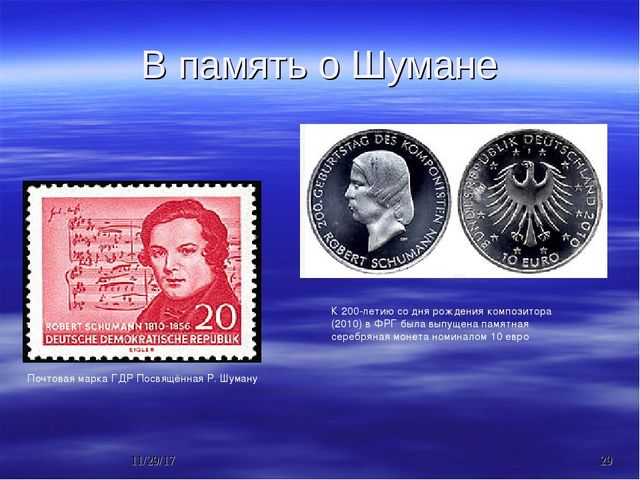 В память о Шумане
200. GEBURTSTAG DES KOMPONISTEN
ROBERT SCHUMANN
BUNDESREPUBLIK DEUTSCHLAND 2010
10 EURO
ROBERT SCHUMANN 1810-1856 20
DEUTSCHE DEMOKRATISCHE REPUBLIK
EIGLER
К 200-летию со дня рождения композитора
(2010) в ФРГ была выпущена памятная
серебряная монета номиналом 10 евро
Почтовая марка ГДР Посвящённая Р. Шуману
11/29/17
29